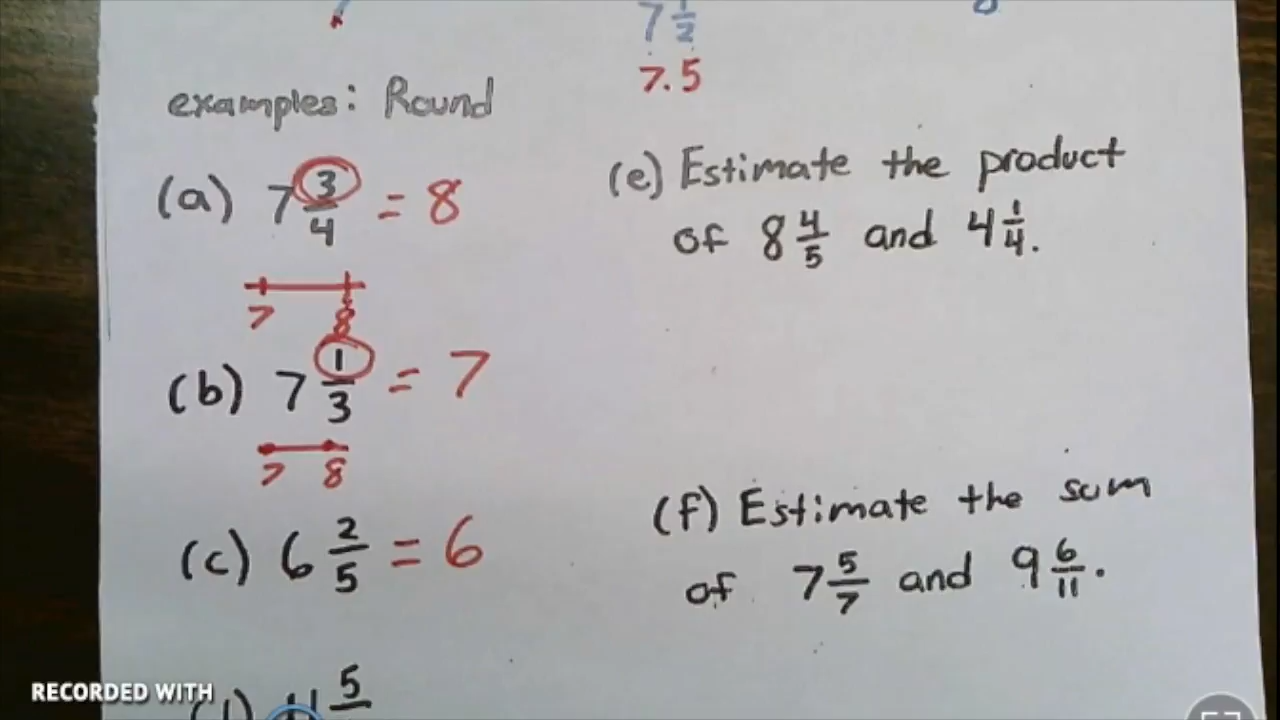 7 1/2
7.5
examples: Round
(a) 7 3/4 = 8
7 8
(b) 7 1/3 = 7
7 8
(c) 6 2/5 = 6
5
(e) Estimate the product
of 8 4/5 and 4 1/4.
(f) Estimate the sum
of 7 5/7 and 9 6/11.
RECORDED WITH